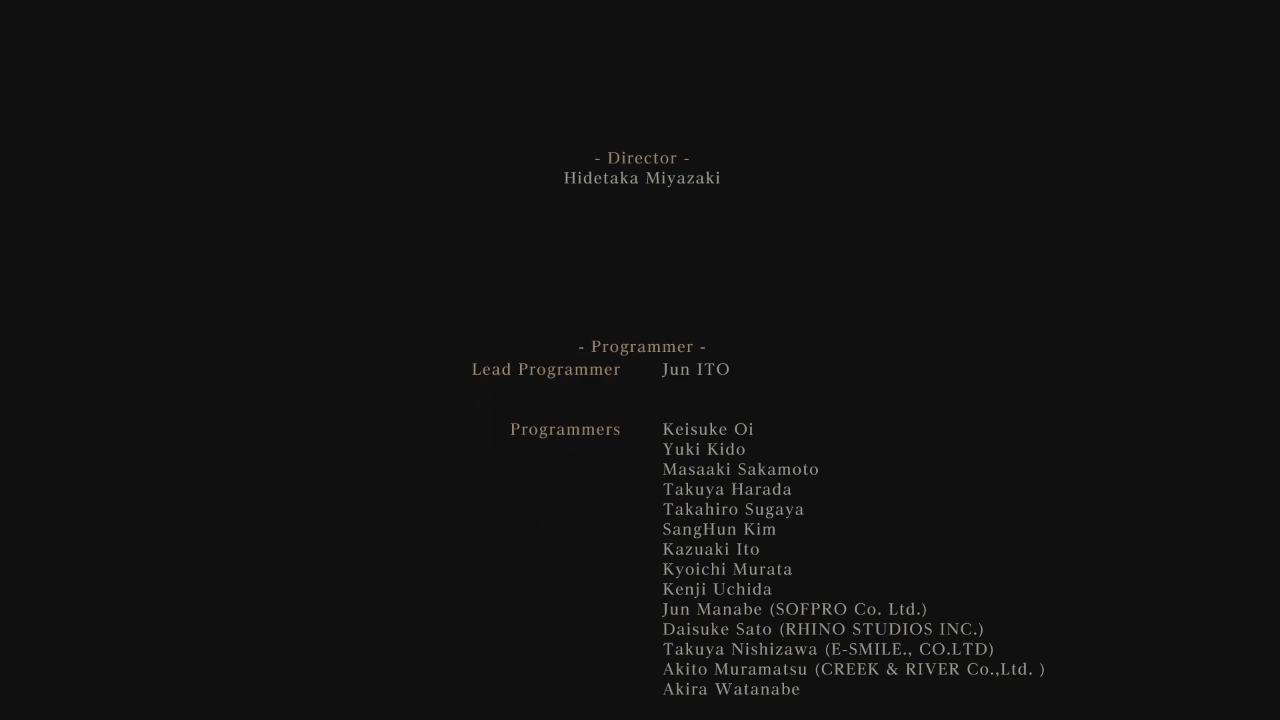 - Director -
Hidetaka Miyazaki
- Programmer -
Lead Programmer Jun ITO
Programmers Keisuke Oi
Yuki Kido
Masaaki Sakamoto
Takuya Harada
Takahiro Sugaya
SangHun Kim
Kazuaki Ito
Kyoichi Murata
Kenji Uchida
Jun Manabe (SOFPRO Co. Ltd.)
Daisuke Sato (RHINO STUDIOS INC.)
Takuya Nishizawa (E-SMILE., CO.LTD)
Akito Muramatsu (CREEK & RIVER Co.,Ltd. )
Akira Watanabe